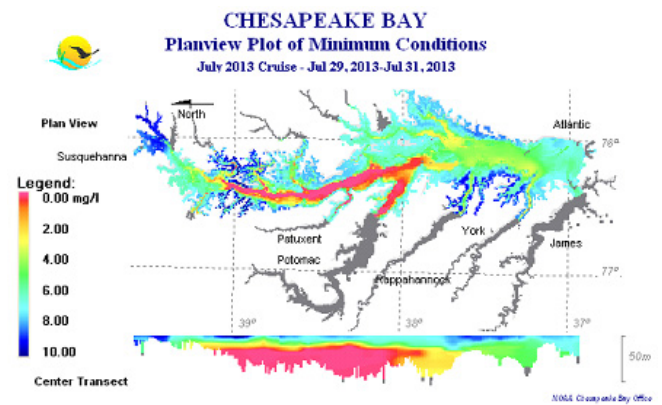 CHESAPEAKE BAY
Planview Plot of Minimum Conditions
July 2013 Cruise - Jul 29, 2013-Jul 31, 2013
North
Plan View
Atlantic
76°
Susquehanna
Legend:
0.00 mg/l
2.00
4.00
6.00
8.00
10.00
Patuxent
Potomac
York
James
Rappahannock
77°
39°
38°
37°
50m
Center Transect
NOAA Chesapeake Bay Office